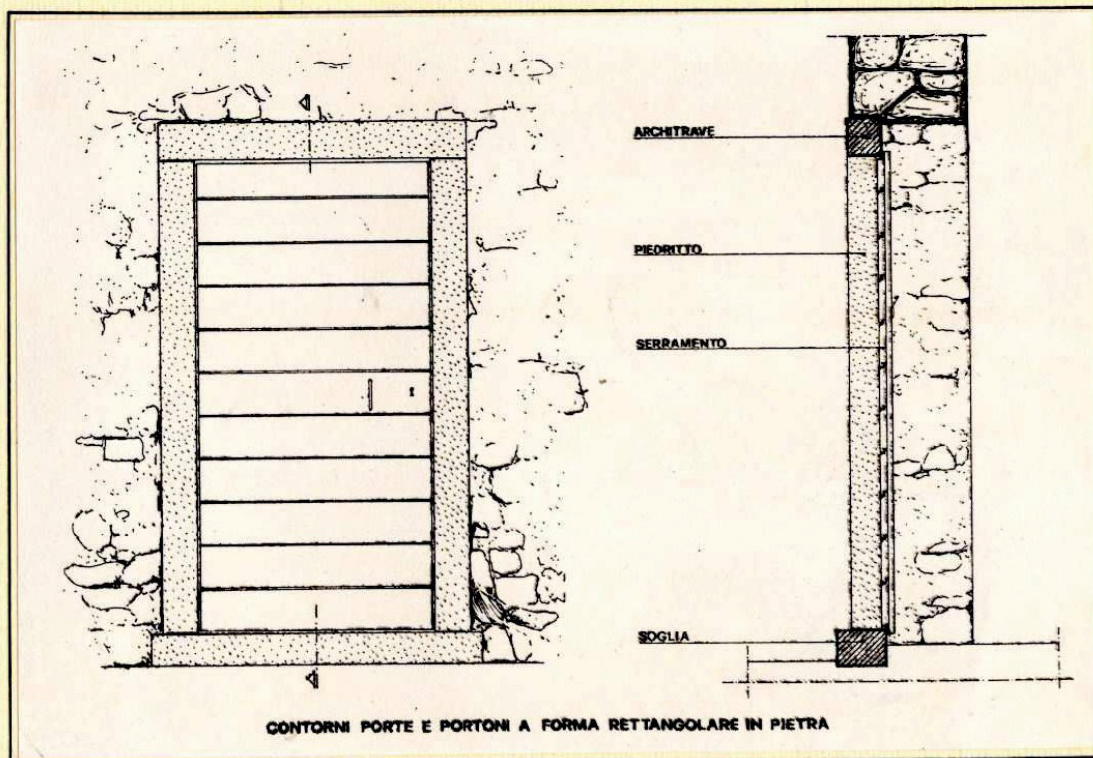 ARCHITRAVE
PIEDRITTO
SERRAMENTO
SOGLIA
CONTORNI PORTE E PORTONI A FORMA RETTANGOLARE IN PIETRA